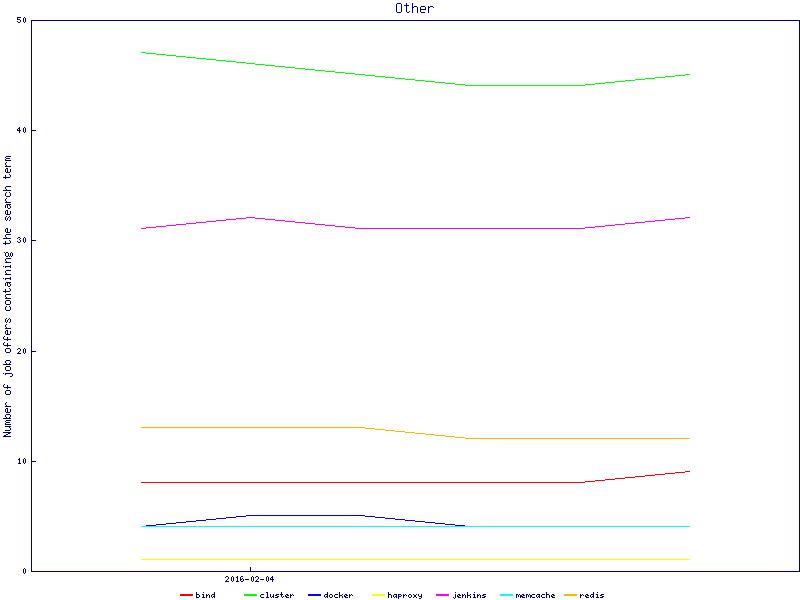 Other
Number of job offers containing the search term
50
40
30
20
10
0
2016-02-04
bind cluster docker haproxy jenkins memcache redis